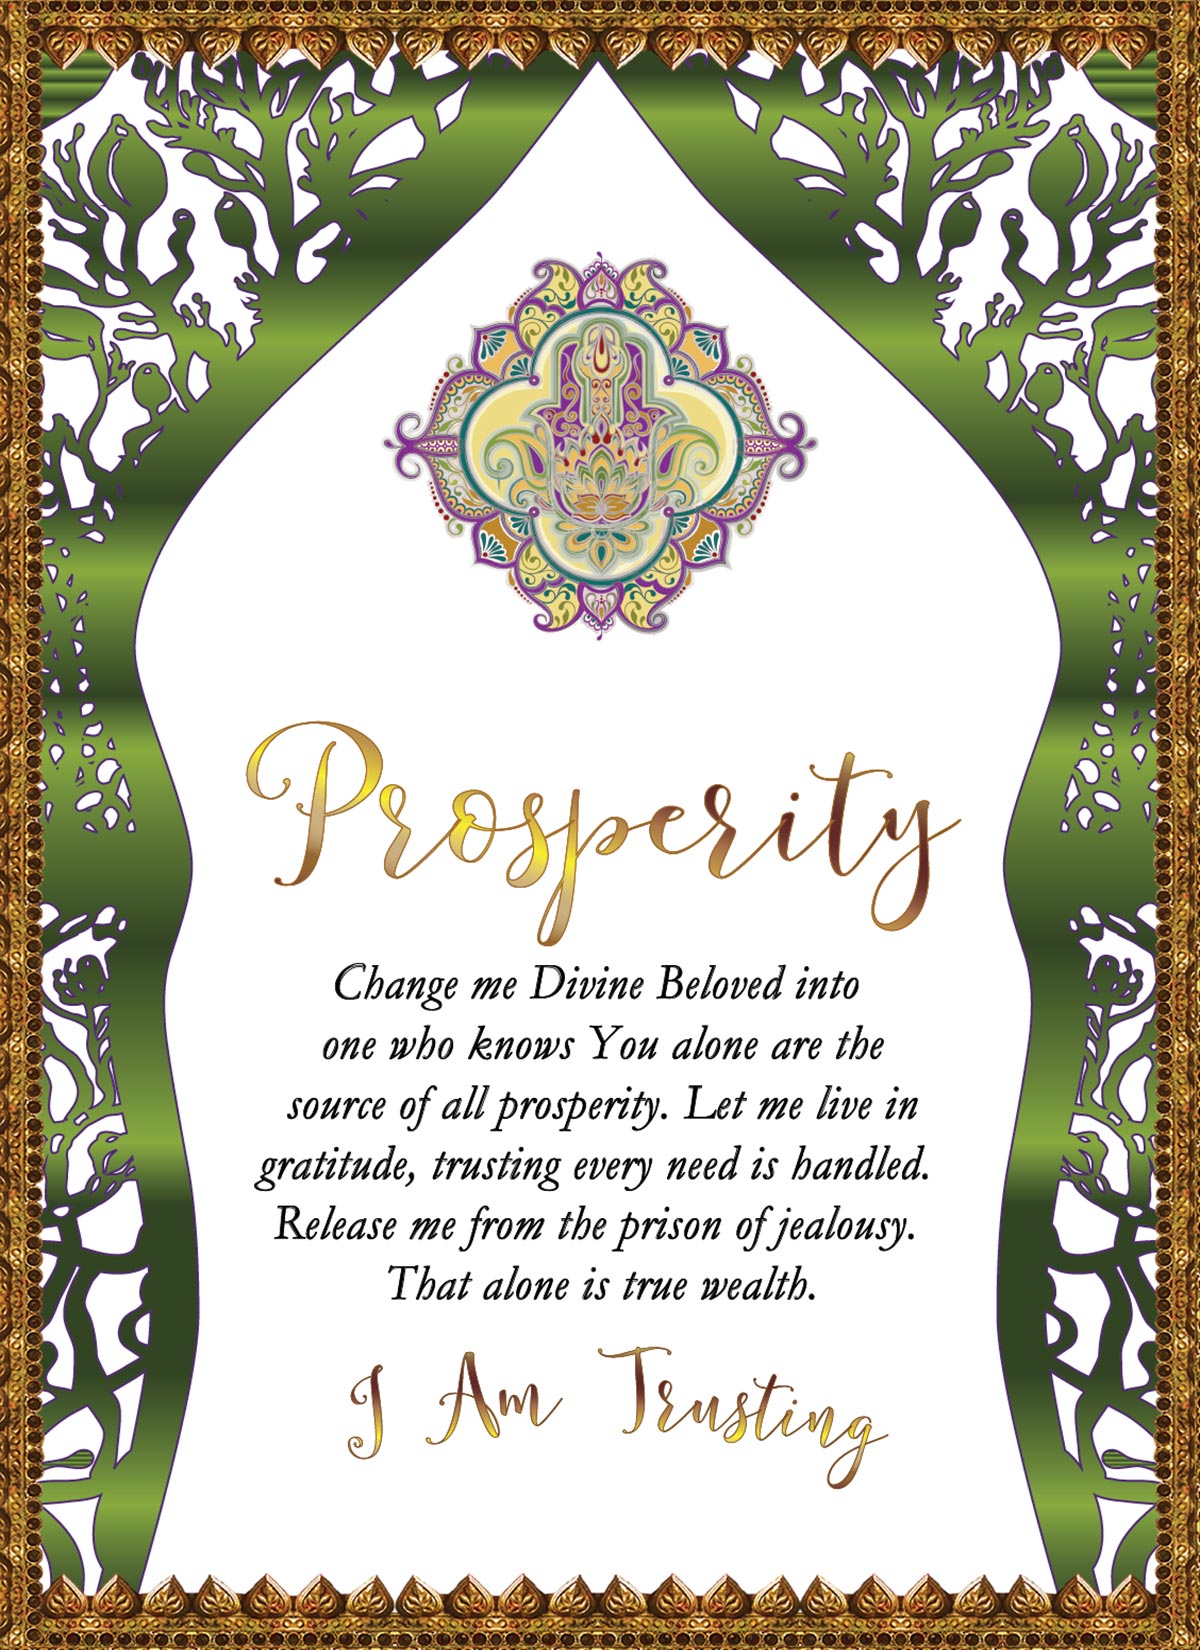 Prosperity
Change me Divine Beloved into
one who knows You alone are the
source of all prosperity. Let me live in
gratitude, trusting every need is handled.
Release me from the prison of jealousy.
That alone is true wealth.
I Am Trusting